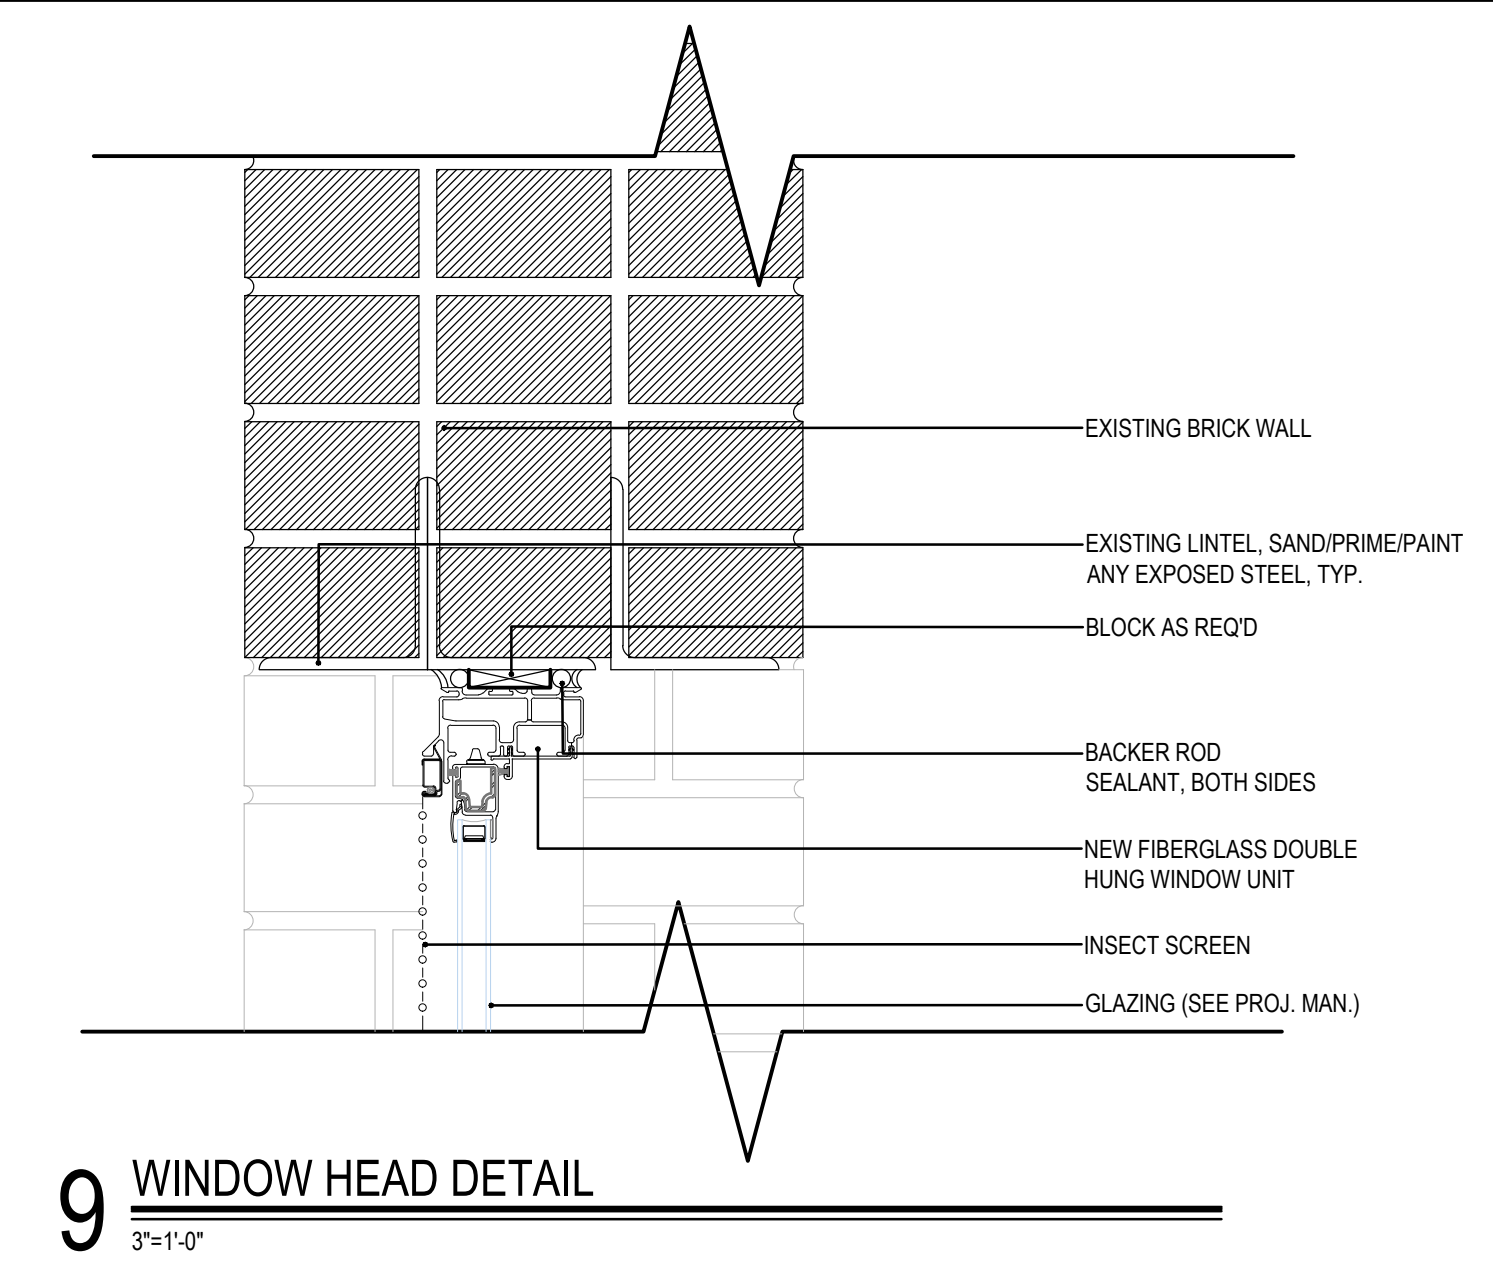 EXISTING BRICK WALL
EXISTING LINTEL, SAND/PRIME/PAINT
ANY EXPOSED STEEL, TYP.
BLOCK AS REQ'D
BACKER ROD
SEALANT, BOTH SIDES
NEW FIBERGLASS DOUBLE
HUNG WINDOW UNIT
INSECT SCREEN
GLAZING (SEE PROJ. MAN.)
9 WINDOW HEAD DETAIL
3"=1'-0"